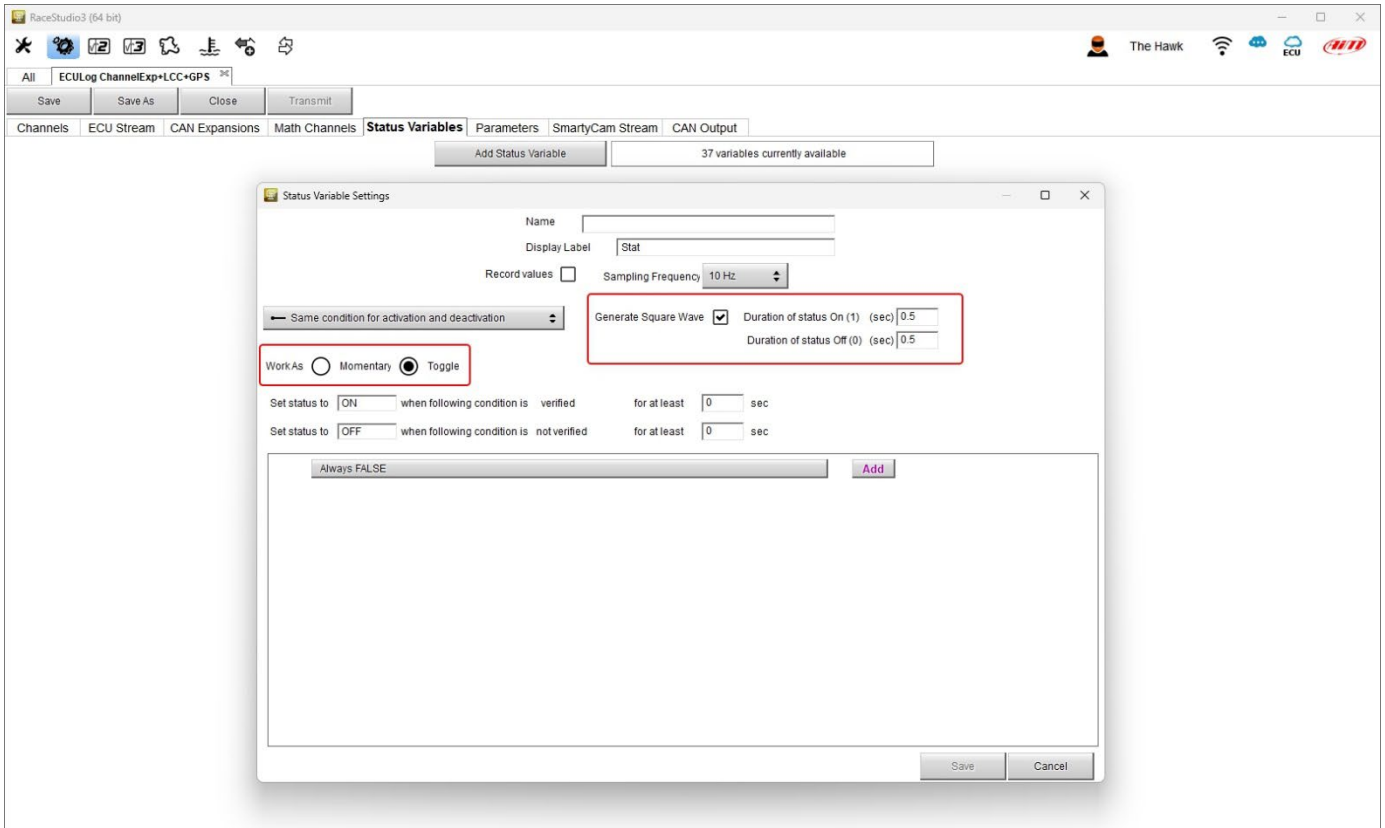 RaceStudio3 (64 bit)
The Hawk
ECU
AiM
All ECULog ChannelExp+LCC+GPS
Save Save As Close Transmit
Channels ECU Stream CAN Expansions Math Channels Status Variables Parameters SmartyCam Stream CAN Output
Add Status Variable 37 variables currently available
Status Variable Settings
Name
Display Label Stat
Record values Sampling Frequency 10 Hz
Same condition for activation and deactivation Generate Square Wave Duration of status On (1) (sec) 0.5
Duration of status Off (0) (sec) 0.5
Work As Momentary Toggle
Set status to ON when following condition is verified for at least 0 sec
Set status to OFF when following condition is not verified for at least 0 sec
Always FALSE Add
Save Cancel